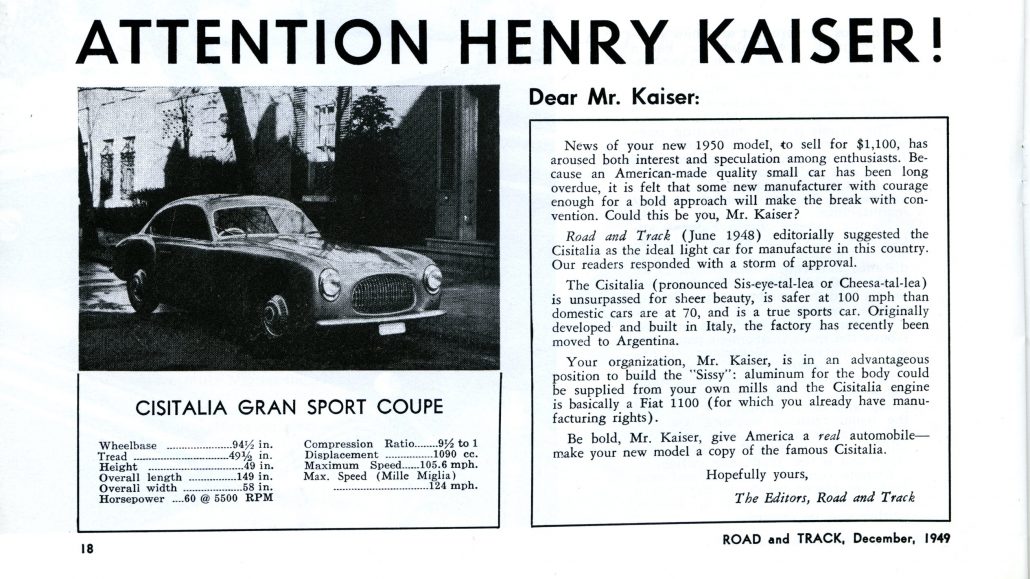 ATTENTION HENRY KAISER!
CISITALIA GRAN SPORT COUPE
Wheelbase ....................94½ in.
Tread ..............................49½ in.
Height ...............................49 in.
Overall length ................149 in.
Overall width ...................58 in.
Horsepower ....60 @ 5500 RPM
Compression Ratio.......9½ to 1
Displacement ................1090 cc.
Maximum Speed......105.6 mph.
Max. Speed (Mille Miglia)
............................124 mph.
Dear Mr. Kaiser:
News of your new 1950 model, to sell for $1,100, has
aroused both interest and speculation among enthusiasts. Be-
cause an American-made quality small car has been long
overdue, it is felt that some new manufacturer with courage
enough for a bold approach will make the break with con-
vention. Could this be you, Mr. Kaiser?
Road and Track (June 1948) editorially suggested the
Cisitalia as the ideal light car for manufacture in this country.
Our readers responded with a storm of approval.
The Cisitalia (pronounced Sis-eye-tal-lea or Cheesa-tal-lea)
is unsurpassed for sheer beauty, is safer at 100 mph than
domestic cars are at 70, and is a true sports car. Originally
developed and built in Italy, the factory has recently been
moved to Argentina.
Your organization, Mr. Kaiser, is in an advantageous
position to build the "Sissy": aluminum for the body could
be supplied from your own mills and the Cisitalia engine
is basically a Fiat 1100 (for which you already have manu-
facturing rights).
Be bold, Mr. Kaiser, give America a real automobile—
make your new model a copy of the famous Cisitalia.
Hopefully yours,
The Editors, Road and Track
18
ROAD and TRACK, December, 1949